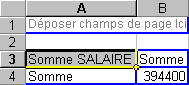 A B
1 Déposer champs de page Ici
2
3 Somme SALAIRE Somme
4 Somme 394400